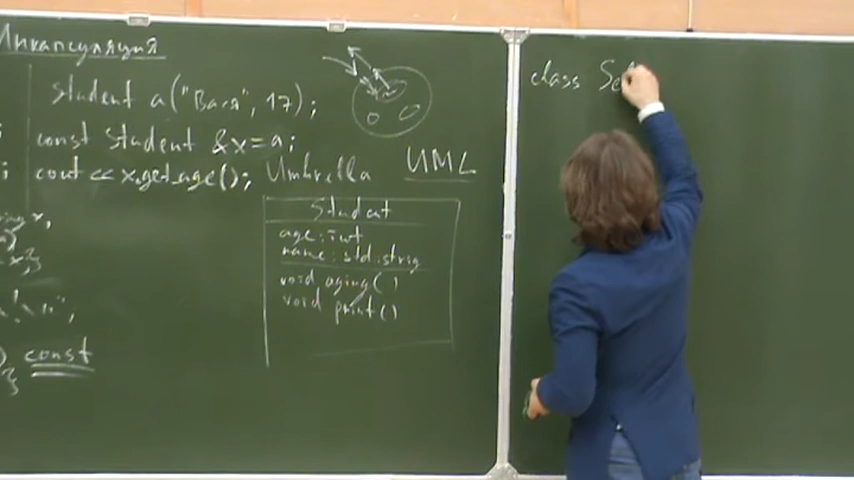 Инкапсуляция
student a("Вася", 17);
const student &x=a;
cout << x.get_age();
x,
<x;}
const
}
Umbrella
UML
Student
age: int
name: std:string
void aging()
void print()
class Sc